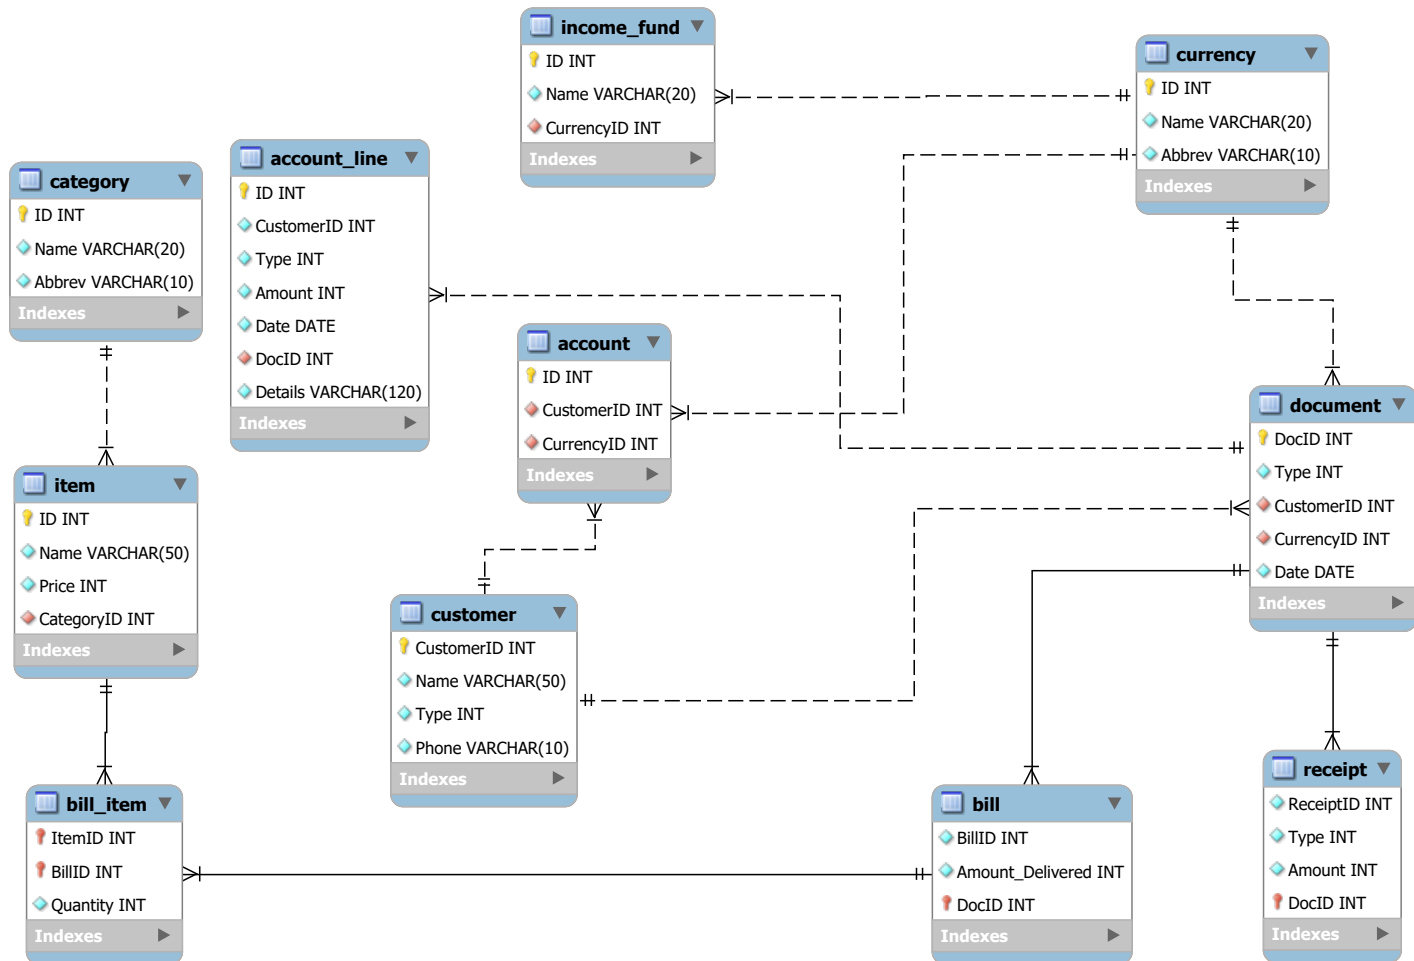 income_fund
ID INT
Name VARCHAR(20)
CurrencyID INT
Indexes
currency
ID INT
Name VARCHAR(20)
Abbrev VARCHAR(10)
Indexes
account_line
ID INT
CustomerID INT
Type INT
Amount INT
Date DATE
DocID INT
Details VARCHAR(120)
Indexes
category
ID INT
Name VARCHAR(20)
Abbrev VARCHAR(10)
Indexes
account
ID INT
CustomerID INT
CurrencyID INT
Indexes
document
DocID INT
Type INT
CustomerID INT
CurrencyID INT
Date DATE
Indexes
item
ID INT
Name VARCHAR(50)
Price INT
CategoryID INT
Indexes
customer
CustomerID INT
Name VARCHAR(50)
Type INT
Phone VARCHAR(10)
Indexes
bill_item
ItemID INT
BillID INT
Quantity INT
Indexes
bill
BillID INT
Amount_Delivered INT
DocID INT
Indexes
receipt
ReceiptID INT
Type INT
Amount INT
DocID INT
Indexes